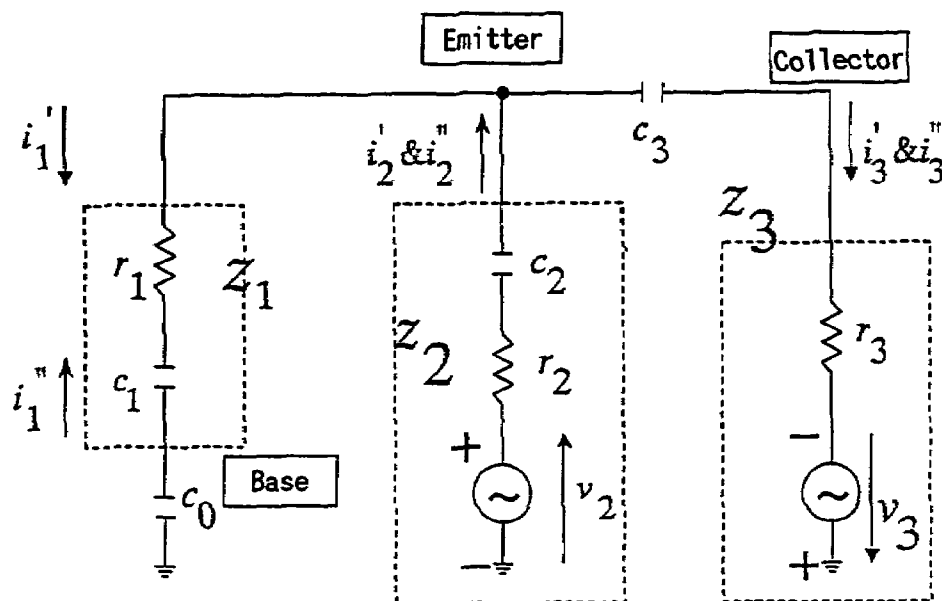 Emitter
Collector
i₁'
i₂' & i₂"
c₃
i₃' & i₃"
r₁
Z₁
c₂
Z₃
c₁
i₁"
Z₂
r₂
r₃
+
−
c₀
Base
~
v₂
~
v₃
−
+